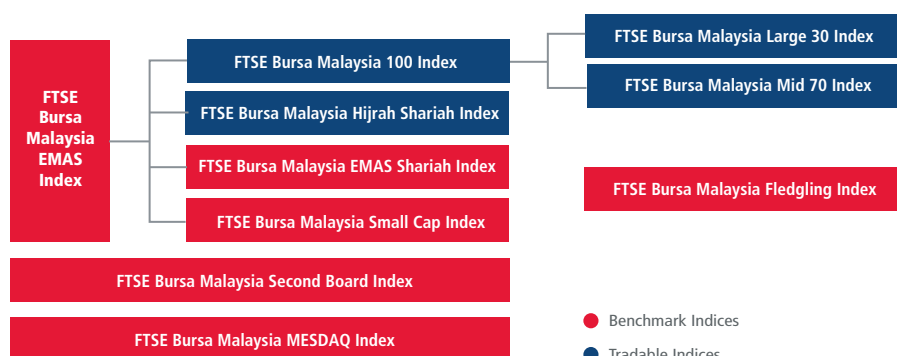 FTSE
Bursa
Malaysia
EMAS
Index
FTSE Bursa Malaysia 100 Index
FTSE Bursa Malaysia Hijrah Shariah Index
FTSE Bursa Malaysia EMAS Shariah Index
FTSE Bursa Malaysia Small Cap Index
FTSE Bursa Malaysia Large 30 Index
FTSE Bursa Malaysia Mid 70 Index
FTSE Bursa Malaysia Fledgling Index
FTSE Bursa Malaysia Second Board Index
FTSE Bursa Malaysia MESDAQ Index
Benchmark Indices
Tradable Indices